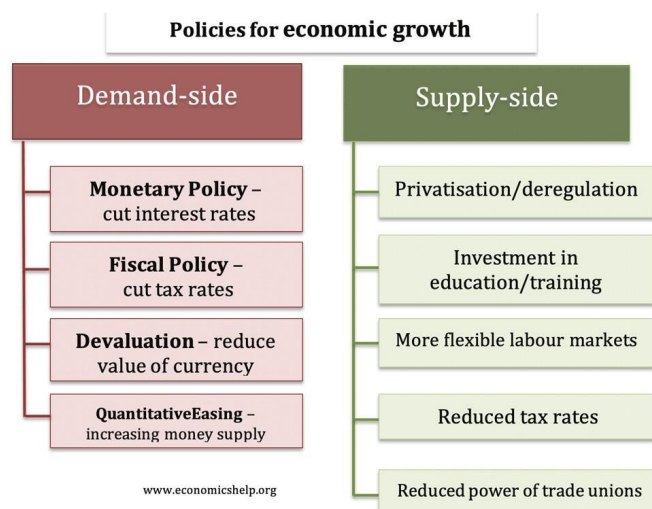 Policies for economic growth
Demand-side
Monetary Policy –
cut interest rates
Fiscal Policy –
cut tax rates
Devaluation – reduce
value of currency
QuantitativeEasing –
increasing money supply
www.economicshelp.org
Supply-side
Privatisation/deregulation
Investment in
education/training
More flexible labour markets
Reduced tax rates
Reduced power of trade unions